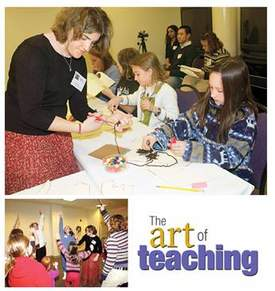 The
art of
teaching